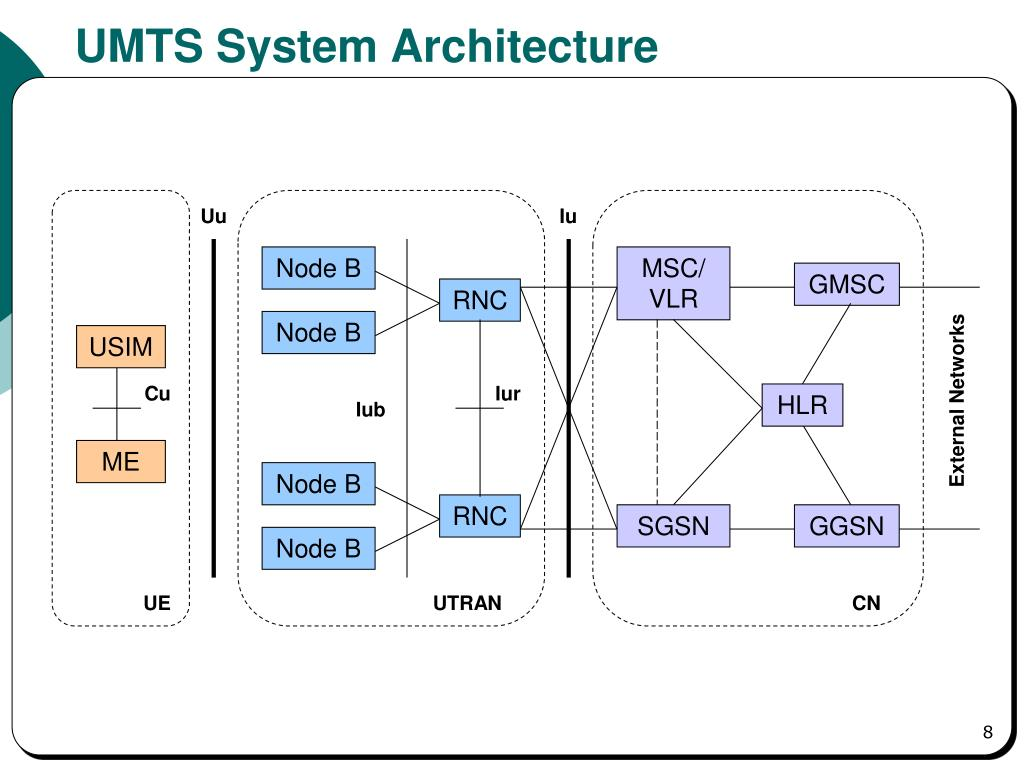 UMTS System Architecture
Uu
Iu
Node B
Node B
RNC
MSC/
VLR
GMSC
USIM
Cu
ME
Iub
Iur
HLR
External Networks
Node B
Node B
RNC
SGSN
GGSN
UE
UTRAN
CN
8